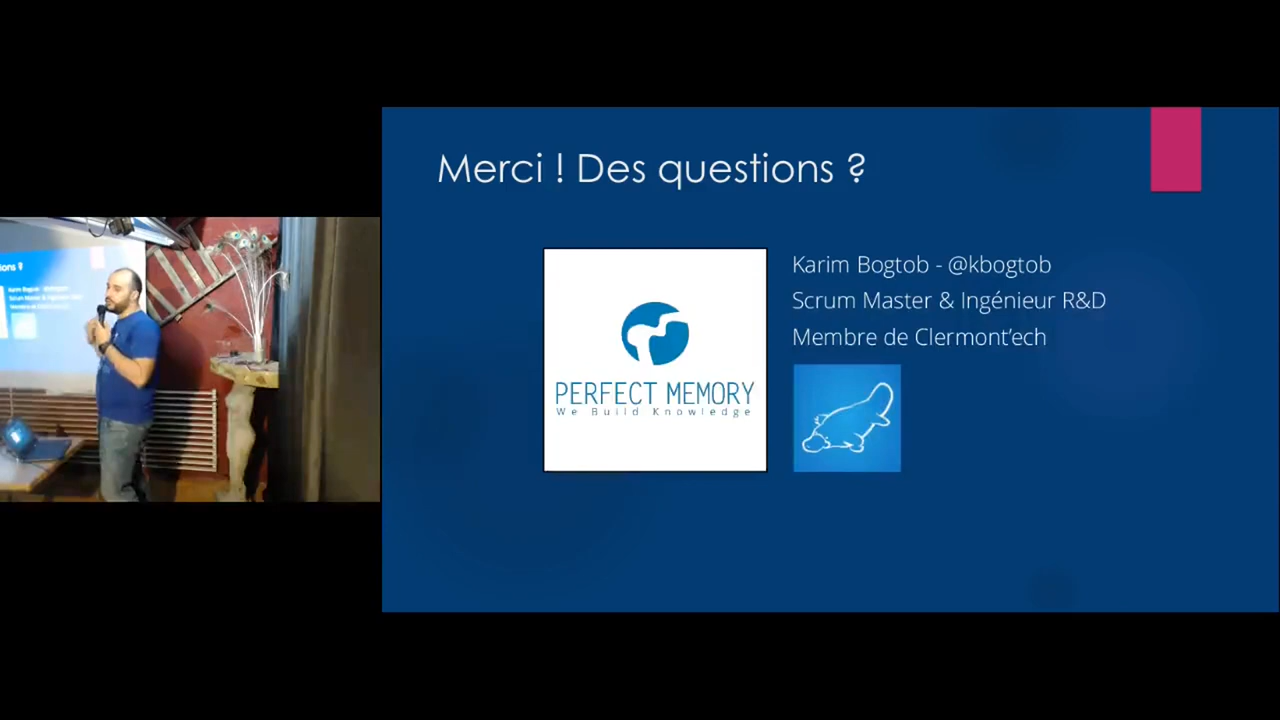 Merci ! Des questions ?
Karim Bogtob - @kbogtob
Scrum Master & Ingénieur R&D
Membre de Clermont’ech
PERFECT MEMORY
We Build Knowledge